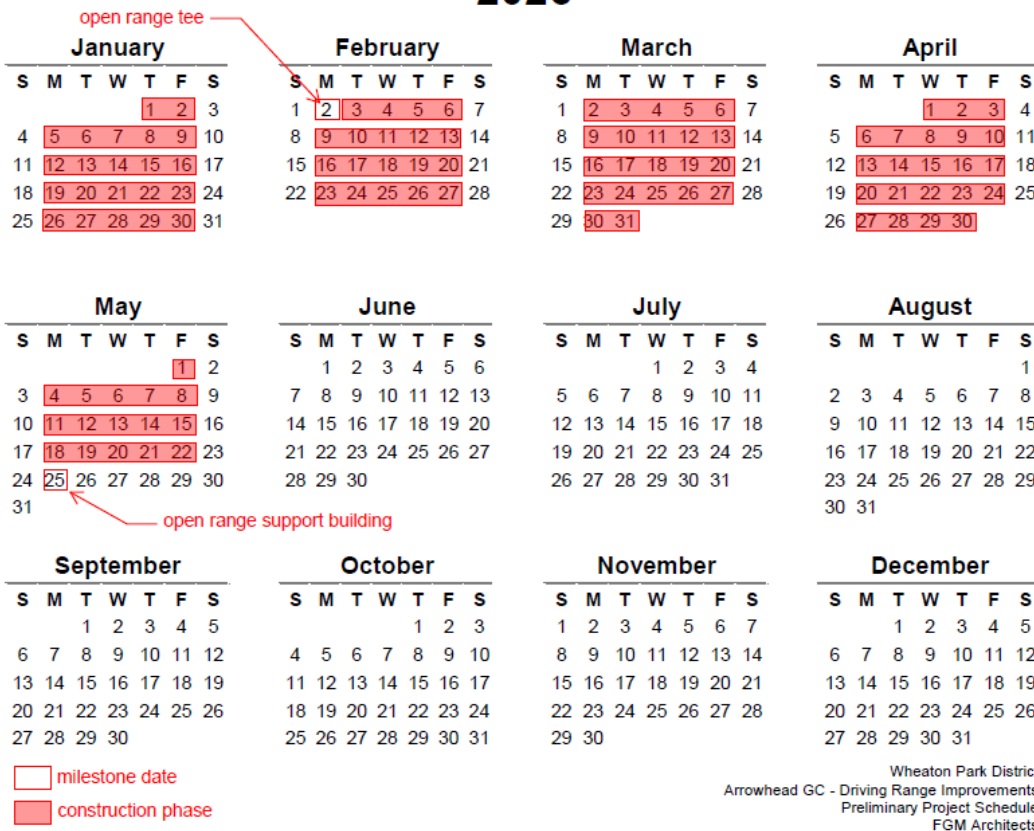 open range tee
January February March April
S M T W T F S S M T W T F S S M T W T F S S M T W T F S
1 2 3 1 2 3 4 5 6 7 1 2 3 4 5 6 7 1 2 3 4
4 5 6 7 8 9 10 8 9 10 11 12 13 14 8 9 10 11 12 13 14 5 6 7 8 9 10 11
11 12 13 14 15 16 17 15 16 17 18 19 20 21 15 16 17 18 19 20 21 12 13 14 15 16 17 18
18 19 20 21 22 23 24 22 23 24 25 26 27 28 22 23 24 25 26 27 28 19 20 21 22 23 24 25
25 26 27 28 29 30 31 29 30 31 26 27 28 29 30
May June July August
S M T W T F S S M T W T F S S M T W T F S S M T W T F S
1 2 1 2 3 4 5 6 1 2 3 4 1
3 4 5 6 7 8 9 7 8 9 10 11 12 13 5 6 7 8 9 10 11 2 3 4 5 6 7 8
10 11 12 13 14 15 16 14 15 16 17 18 19 20 12 13 14 15 16 17 18 9 10 11 12 13 14 15
17 18 19 20 21 22 23 21 22 23 24 25 26 27 19 20 21 22 23 24 25 16 17 18 19 20 21 22
24 25 26 27 28 29 30 28 29 30 26 27 28 29 30 31 23 24 25 26 27 28 29
31 30 31
open range support building
September October November December
S M T W T F S S M T W T F S S M T W T F S S M T W T F S
1 2 3 4 5 1 2 3 1 2 3 4 5 6 7 1 2 3 4 5
6 7 8 9 10 11 12 4 5 6 7 8 9 10 8 9 10 11 12 13 14 6 7 8 9 10 11 12
13 14 15 16 17 18 19 11 12 13 14 15 16 17 15 16 17 18 19 20 21 13 14 15 16 17 18 19
20 21 22 23 24 25 26 18 19 20 21 22 23 24 22 23 24 25 26 27 28 20 21 22 23 24 25 26
27 28 29 30 25 26 27 28 29 30 31 29 30 27 28 29 30 31
milestone date
construction phase
Wheaton Park Distric
Arrowhead GC - Driving Range Improvements
Preliminary Project Schedule
FGM Architects